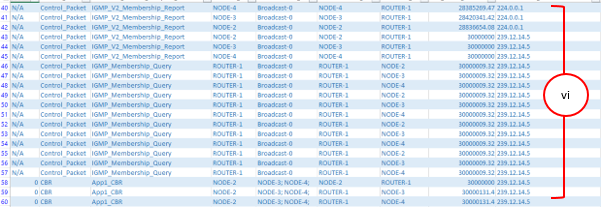 40 N/A Control_Packet IGMP_V2_Membership_Report NODE-4 Broadcast-0 NODE-4 ROUTER-1 28385269.47 224.0.0.1
41 N/A Control_Packet IGMP_V2_Membership_Report NODE-3 Broadcast-0 NODE-3 ROUTER-1 28420341.42 224.0.0.1
42 N/A Control_Packet IGMP_V2_Membership_Report NODE-2 Broadcast-0 NODE-2 ROUTER-1 28836654.08 224.0.0.1
43 N/A Control_Packet IGMP_V2_Membership_Report NODE-2 Broadcast-0 NODE-2 ROUTER-1 30000000 239.12.14.5
44 N/A Control_Packet IGMP_V2_Membership_Report NODE-3 Broadcast-0 NODE-3 ROUTER-1 30000000 239.12.14.5
45 N/A Control_Packet IGMP_V2_Membership_Report NODE-4 Broadcast-0 NODE-4 ROUTER-1 30000000 239.12.14.5
46 N/A Control_Packet IGMP_Membership_Query ROUTER-1 Broadcast-0 ROUTER-1 NODE-2 30000009.32 239.12.14.5
47 N/A Control_Packet IGMP_Membership_Query ROUTER-1 Broadcast-0 ROUTER-1 NODE-3 30000009.32 239.12.14.5
48 N/A Control_Packet IGMP_Membership_Query ROUTER-1 Broadcast-0 ROUTER-1 NODE-4 30000009.32 239.12.14.5
49 N/A Control_Packet IGMP_Membership_Query ROUTER-1 Broadcast-0 ROUTER-1 NODE-2 30000009.32 239.12.14.5
50 N/A Control_Packet IGMP_Membership_Query ROUTER-1 Broadcast-0 ROUTER-1 NODE-3 30000009.32 239.12.14.5
51 N/A Control_Packet IGMP_Membership_Query ROUTER-1 Broadcast-0 ROUTER-1 NODE-4 30000009.32 239.12.14.5
52 N/A Control_Packet IGMP_Membership_Query ROUTER-1 Broadcast-0 ROUTER-1 NODE-2 30000009.32 239.12.14.5
53 N/A Control_Packet IGMP_Membership_Query ROUTER-1 Broadcast-0 ROUTER-1 NODE-3 30000009.32 239.12.14.5
54 N/A Control_Packet IGMP_Membership_Query ROUTER-1 Broadcast-0 ROUTER-1 NODE-4 30000009.32 239.12.14.5
55 N/A Control_Packet IGMP_Membership_Query ROUTER-1 Broadcast-0 ROUTER-1 NODE-2 30000009.32 239.12.14.5
56 N/A Control_Packet IGMP_Membership_Query ROUTER-1 Broadcast-0 ROUTER-1 NODE-3 30000009.32 239.12.14.5
57 N/A Control_Packet IGMP_Membership_Query ROUTER-1 Broadcast-0 ROUTER-1 NODE-4 30000009.32 239.12.14.5
58 0 CBR App1_CBR NODE-2 NODE-3; NODE-4; NODE-2 ROUTER-1 30000000 239.12.14.5
59 0 CBR App1_CBR NODE-2 NODE-3; NODE-4; ROUTER-1 NODE-3 30000131.4 239.12.14.5
60 0 CBR App1_CBR NODE-2 NODE-3; NODE-4; ROUTER-1 NODE-4 30000131.4 239.12.14.5
vi